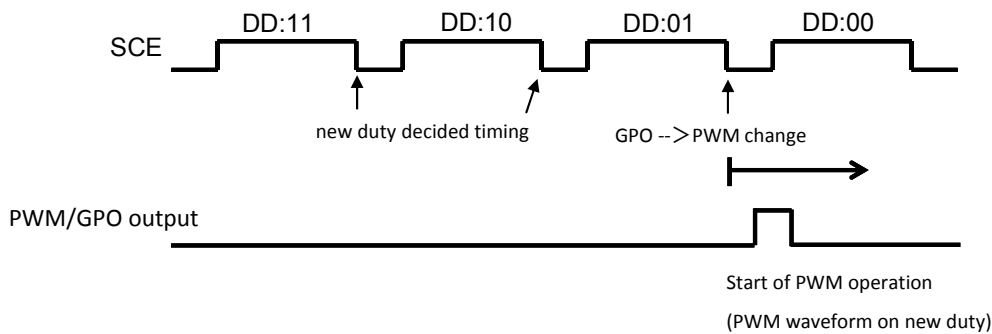 DD:11 DD:10 DD:01 DD:00
SCE
new duty decided timing
GPO -->PWM change
PWM/GPO output
Start of PWM operation
(PWM waveform on new duty)